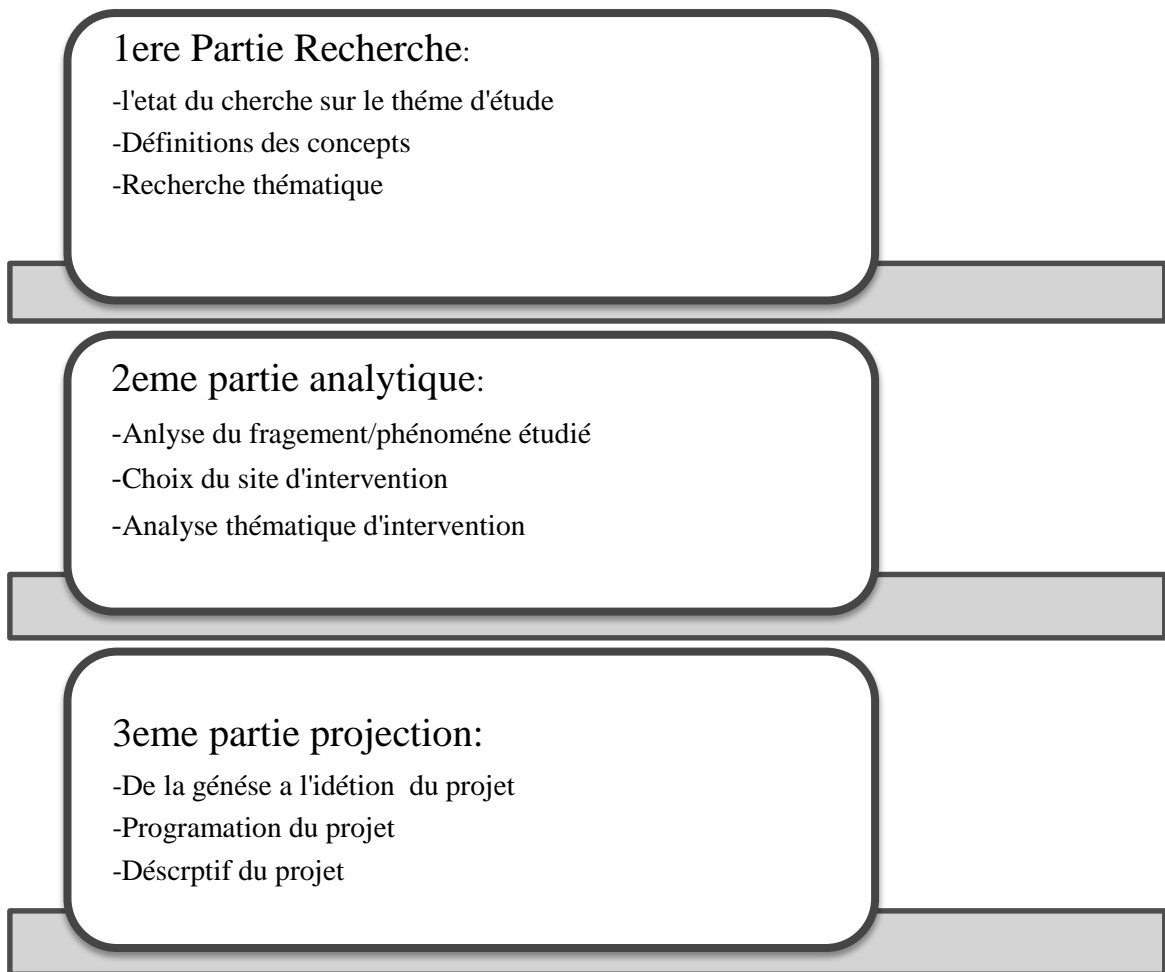 1ere Partie Recherche:
-l'etat du cherche sur le théme d'étude
-Définitions des concepts
-Recherche thématique
2eme partie analytique:
-Anlyse du fragement/phénoméne étudié
-Choix du site d'intervention
-Analyse thématique d'intervention
3eme partie projection:
-De la générse a l'idétion du projet
-Programation du projet
-Déscrptif du projet